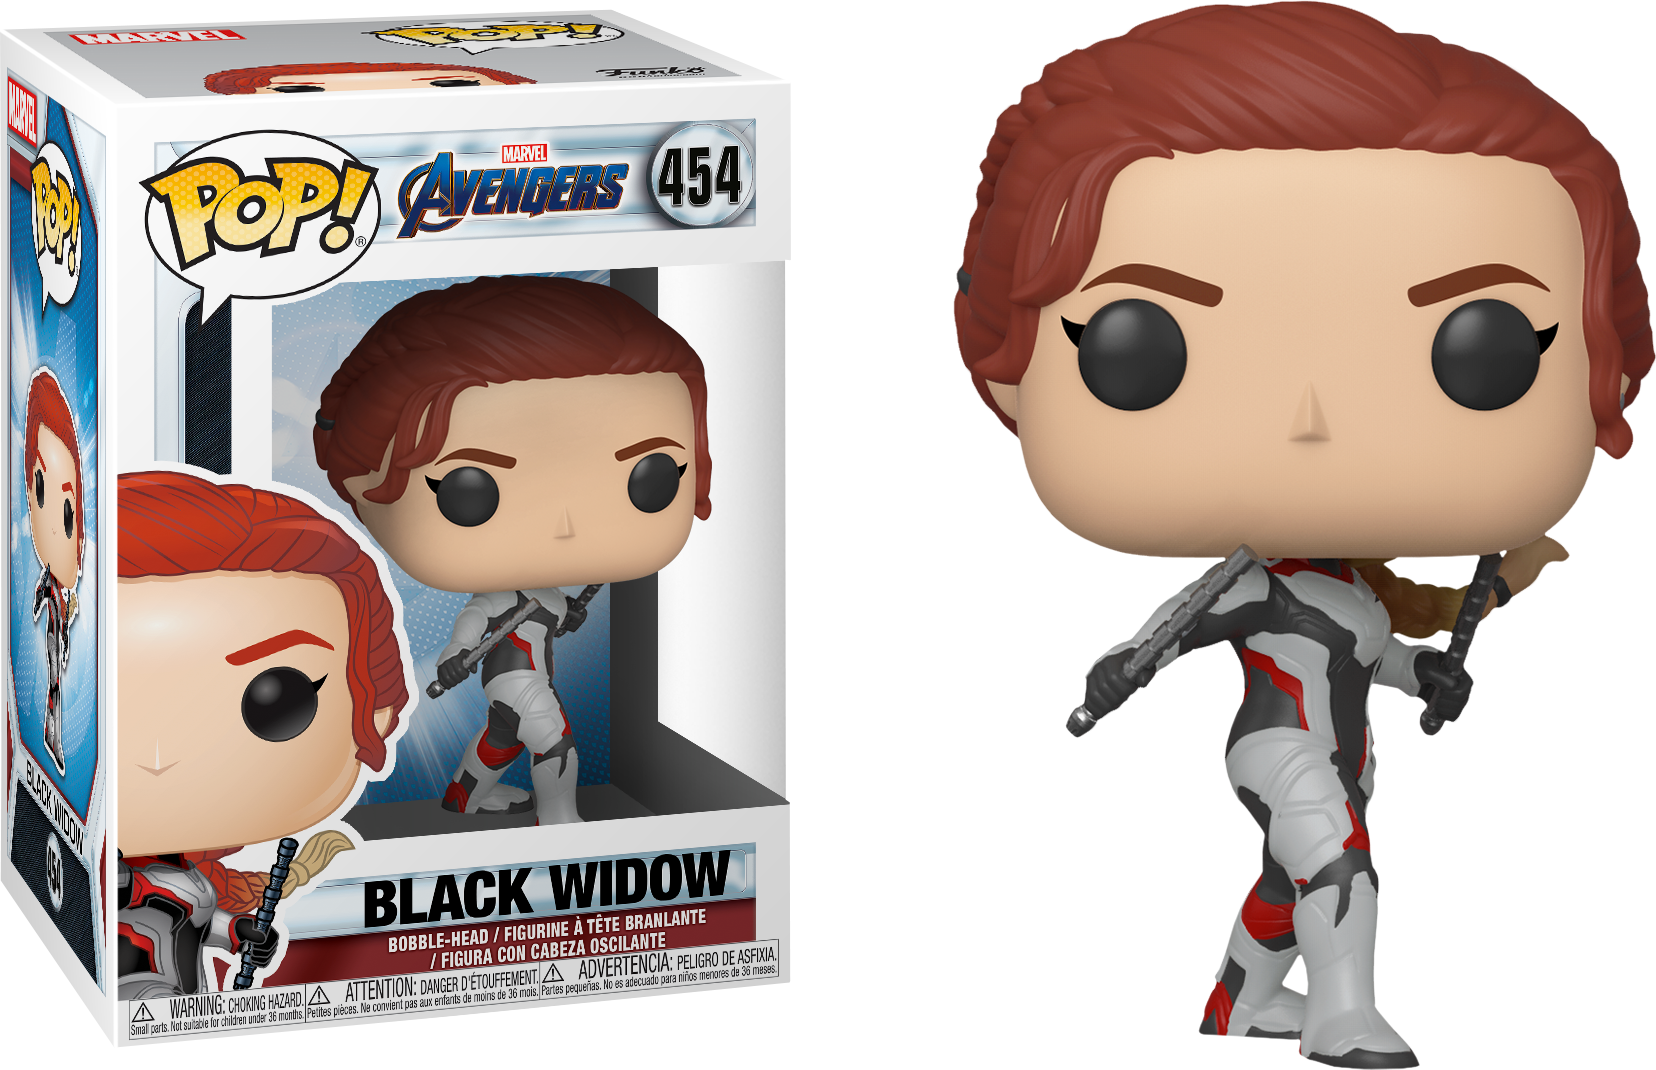 MARVEL
POP!
Funko
MARVEL
POP!
BLACK WIDOW
454
POP!
®
MARVEL
AVENGERS
454
BLACK WIDOW
BOBBLE-HEAD / FIGURINE À TÊTE BRANLANTE
/ FIGURA CON CABEZA OSCILANTE
WARNING: CHOKING HAZARD.
Small parts. Not suitable for children under 36 months.
ATTENTION: DANGER D'ÉTOUFFEMENT.
Petites pièces. Ne convient pas aux enfants de moins de 36 mois.
ADVERTENCIA: PELIGRO DE ASFIXIA.
Partes pequeñas. No es adecuado para niños menores de 36 meses.